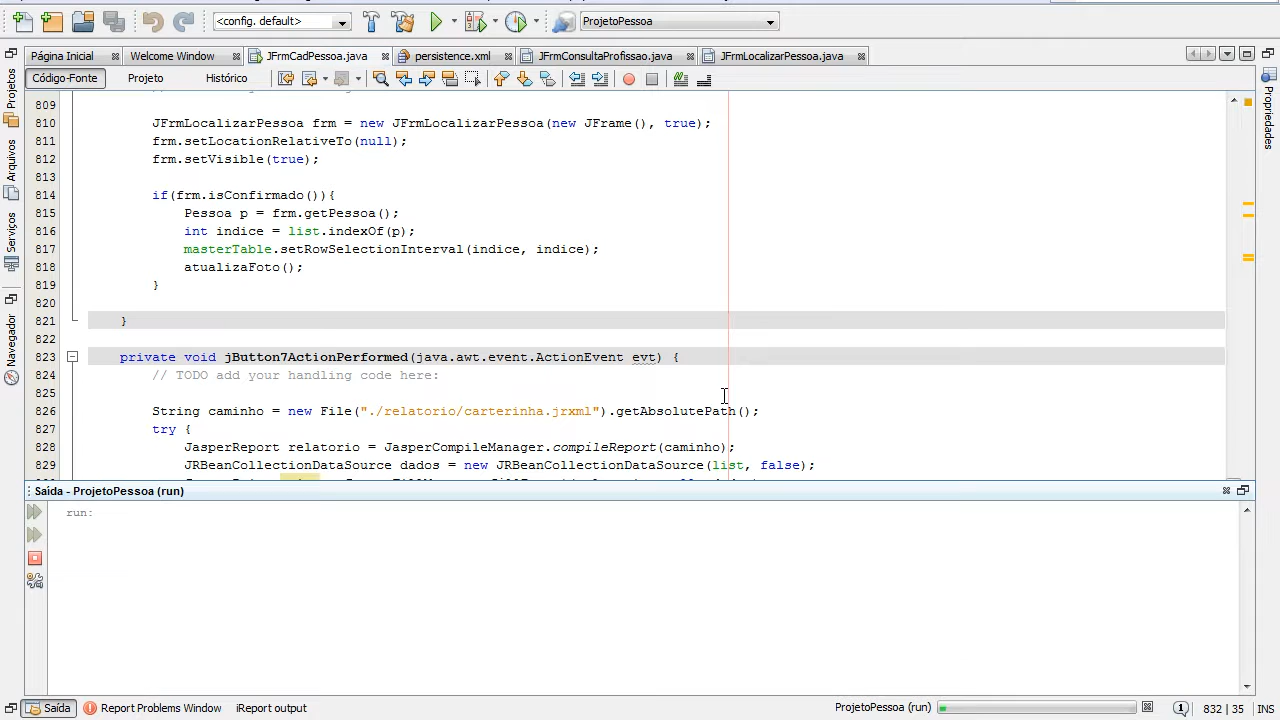 <config. default>
ProjetoPessoa
Página Inicial
Welcome Window
JFrmCadPessoa.java
persistence.xml
JFrmConsultaProfissao.java
JFrmLocalizarPessoa.java
Código-Fonte
Projeto
Histórico
Projetos
Arquivos
Serviços
Navegador
Propriedades
809
810 JFrmLocalizarPessoa frm = new JFrmLocalizarPessoa(new JFrame(), true);
811 frm.setLocationRelativeTo(null);
812 frm.setVisible(true);
813
814 if(frm.isConfirmado()){
815 Pessoa p = frm.getPessoa();
816 int indice = list.indexOf(p);
817 masterTable.setRowSelectionInterval(indice, indice);
818 atualizaFoto();
819 }
820
821 }
822
823 private void jButton7ActionPerformed(java.awt.event.ActionEvent evt) {
824 // TODO add your handling code here:
825
826 String caminho = new File("./relatorio/carterinha.jrxml").getAbsolutePath();
827 try {
828 JasperReport relatorio = JasperCompileManager.compileReport(caminho);
829 JRBeanCollectionDataSource dados = new JRBeanCollectionDataSource(list, false);
Saída - ProjetoPessoa (run)
run:
Saída
Report Problems Window
iReport output
ProjetoPessoa (run)
1
832 | 35
INS